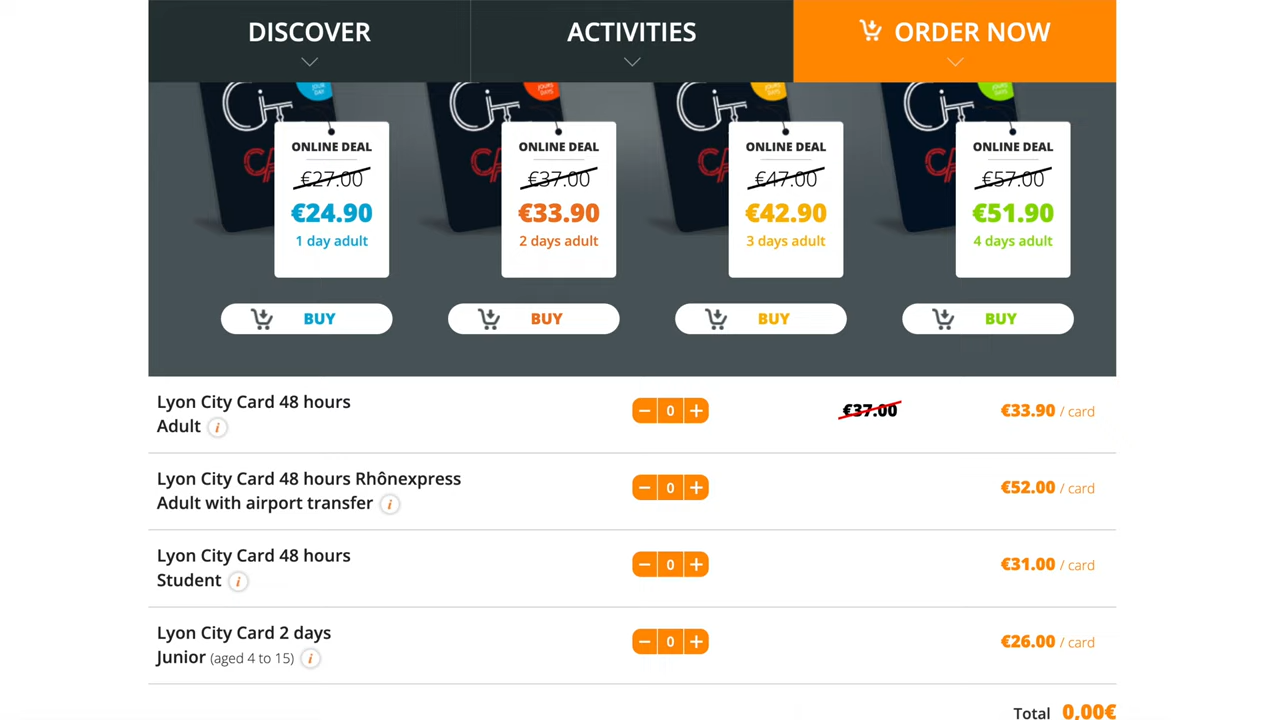 DISCOVER
ACTIVITIES
ORDER NOW
ONLINE DEAL
€27.00
€24.90
1 day adult
BUY
ONLINE DEAL
€37.00
€33.90
2 days adult
BUY
ONLINE DEAL
€47.00
€42.90
3 days adult
BUY
ONLINE DEAL
€57.00
€51.90
4 days adult
BUY
Lyon City Card 48 hours
Adult i
− 0 +
€37.00
€33.90 / card
Lyon City Card 48 hours Rhônexpress
Adult with airport transfer i
− 0 +
€52.00 / card
Lyon City Card 48 hours
Student i
− 0 +
€31.00 / card
Lyon City Card 2 days
Junior (aged 4 to 15) i
− 0 +
€26.00 / card
Total 0,00€